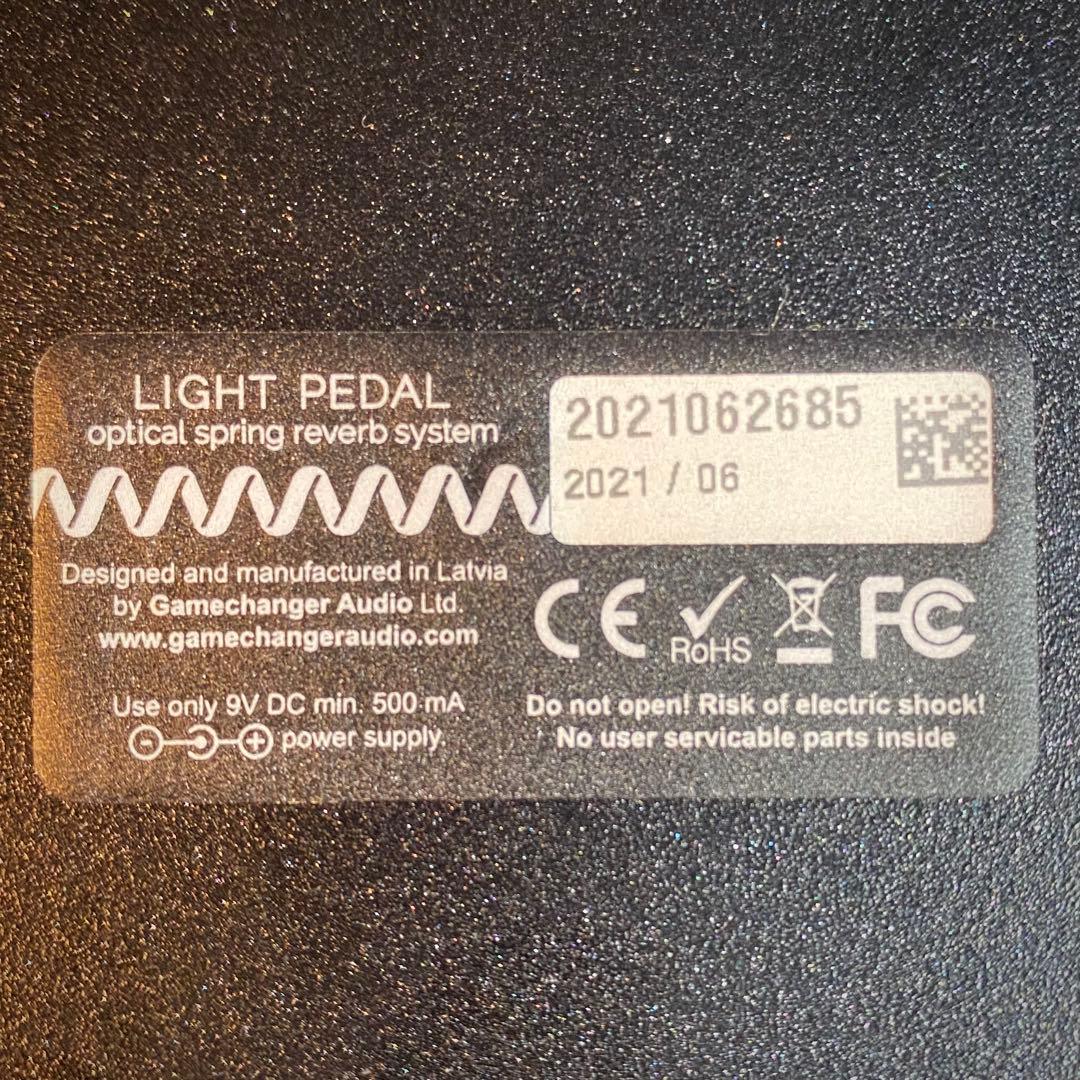 LIGHT PEDAL
optical spring reverb system
2021062685
2021 / 06
Designed and manufactured in Latvia
by Gamechanger Audio Ltd.
www.gamechangeraudio.com
CE RoHS FC
Use only 9V DC min. 500 mA
- + power supply.
Do not open! Risk of electric shock!
No user servicable parts inside